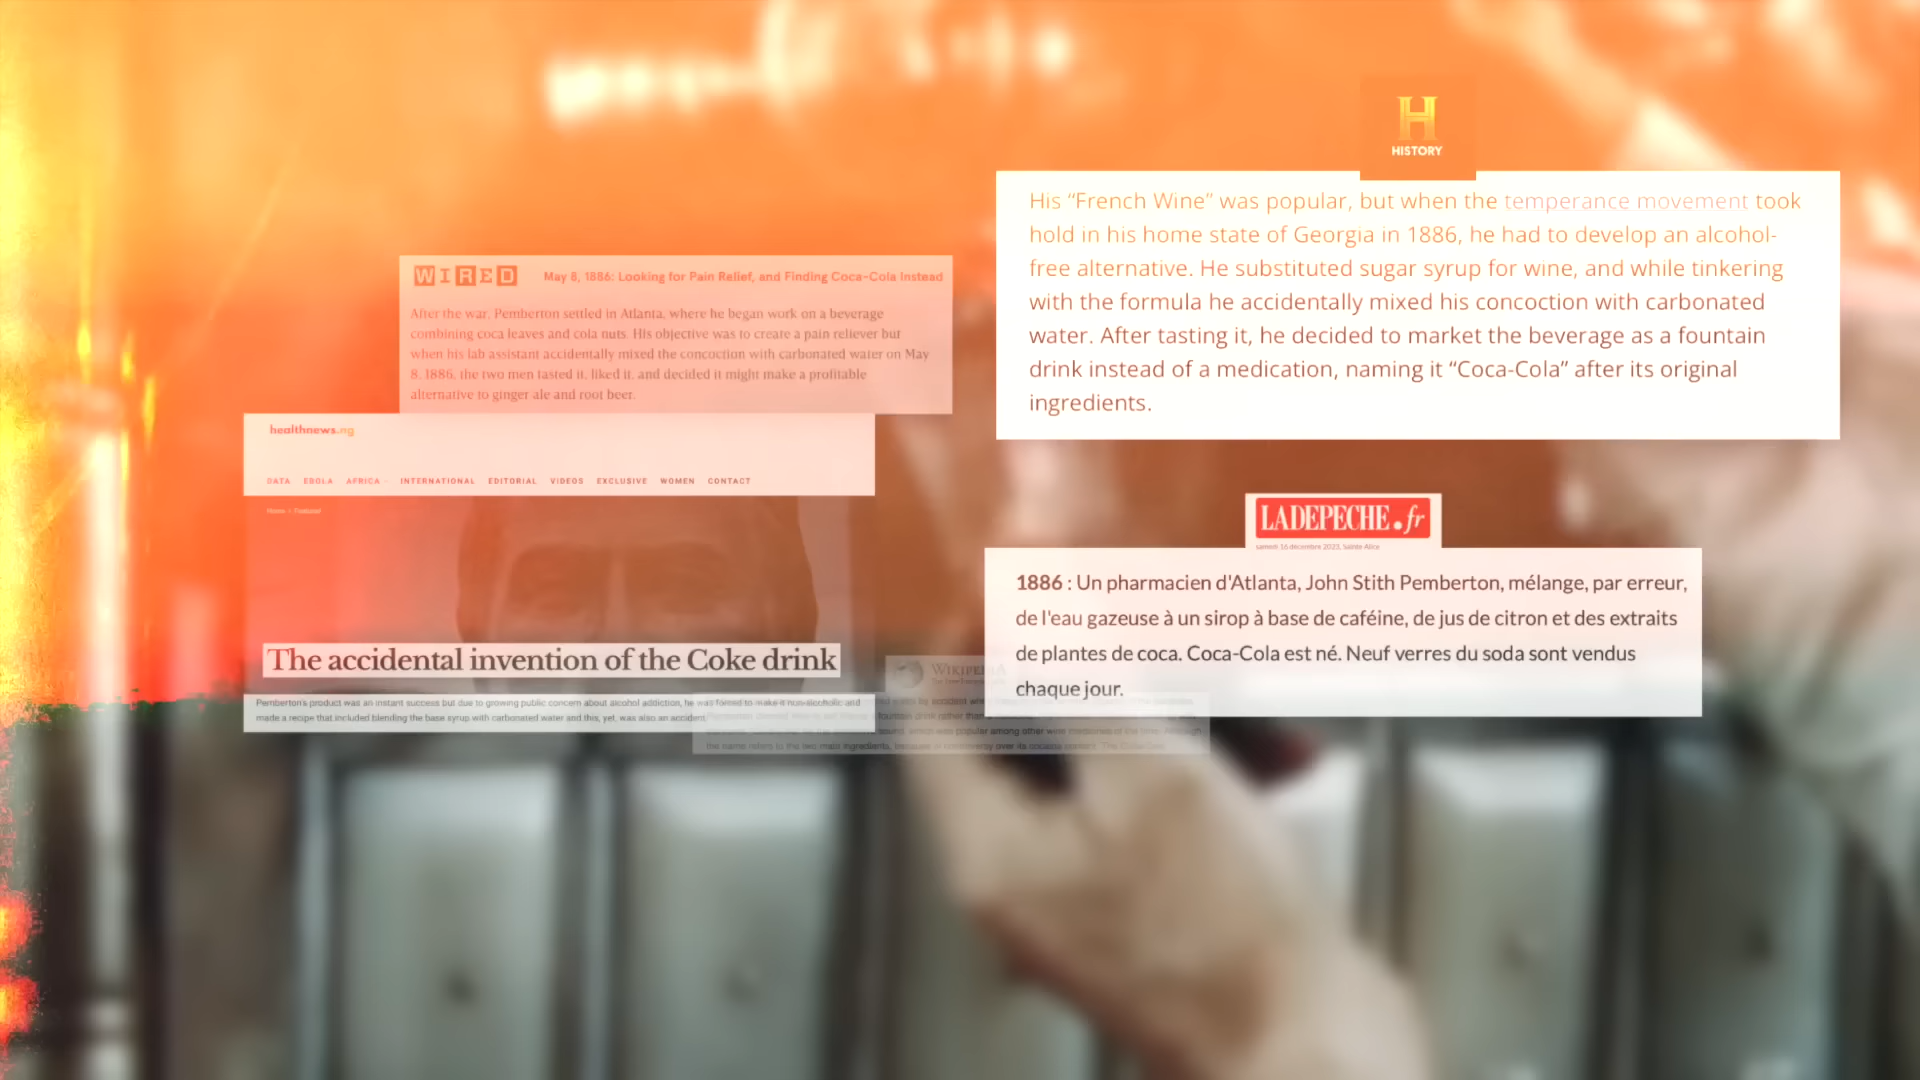 WIRED May 8, 1886: Looking for Pain Relief, and Finding Coca-Cola Instead
After the war, Pemberton settled in Atlanta, where he began work on a beverage
combining coca leaves and cola nuts. His objective was to create a pain reliever but
when his lab assistant accidentally mixed the concoction with carbonated water on May
8, 1886, the two men tasted it, liked it, and decided it might make a profitable
alternative to ginger ale and root beer.
healthnews.ng
DATA EBOLA AFRICA INTERNATIONAL EDITORIAL VIDEOS EXCLUSIVE WOMEN CONTACT
Home > Featured
The accidental invention of the Coke drink
Pemberton's product was an instant success but due to growing public concern about alcohol addiction, he was forced to make a non-alcoholic and
made a recipe that included blending the base syrup with carbonated water and this, yet, was also an accident.
H
HISTORY
His “French Wine” was popular, but when the temperance movement took
hold in his home state of Georgia in 1886, he had to develop an alcohol-
free alternative. He substituted sugar syrup for wine, and while tinkering
with the formula he accidentally mixed his concoction with carbonated
water. After tasting it, he decided to market the beverage as a fountain
drink instead of a medication, naming it “Coca-Cola” after its original
ingredients.
LADEPECHE.fr
samedi 16 décembre 2023, Sainte Alice
1886 : Un pharmacien d'Atlanta, John Stith Pemberton, mélange, par erreur,
de l'eau gazeuse à un sirop à base de caféine, de jus de citron et des extraits
de plantes de coca. Coca-Cola est né. Neuf verres du soda sont vendus
chaque jour.
WIKIPEDIA